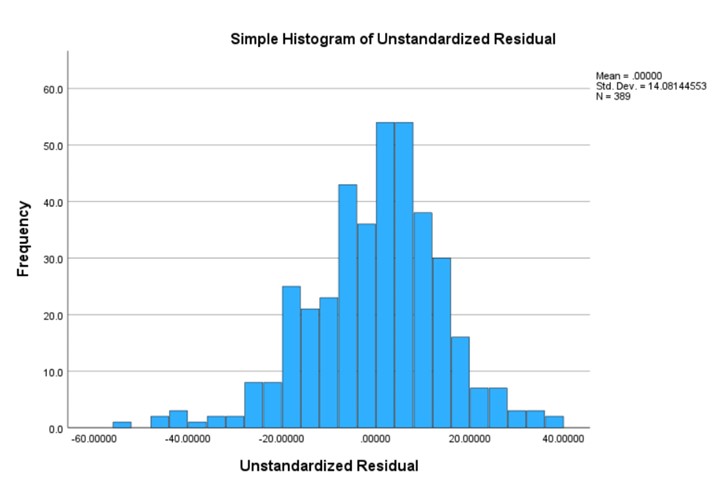 Simple Histogram of Unstandardized Residual
Mean = .00000
Std. Dev. = 14.08144553
N = 389
60.0
50.0
40.0
30.0
20.0
10.0
0.0
Frequency
-60.00000 -40.00000 -20.00000 .00000 20.00000 40.00000
Unstandardized Residual